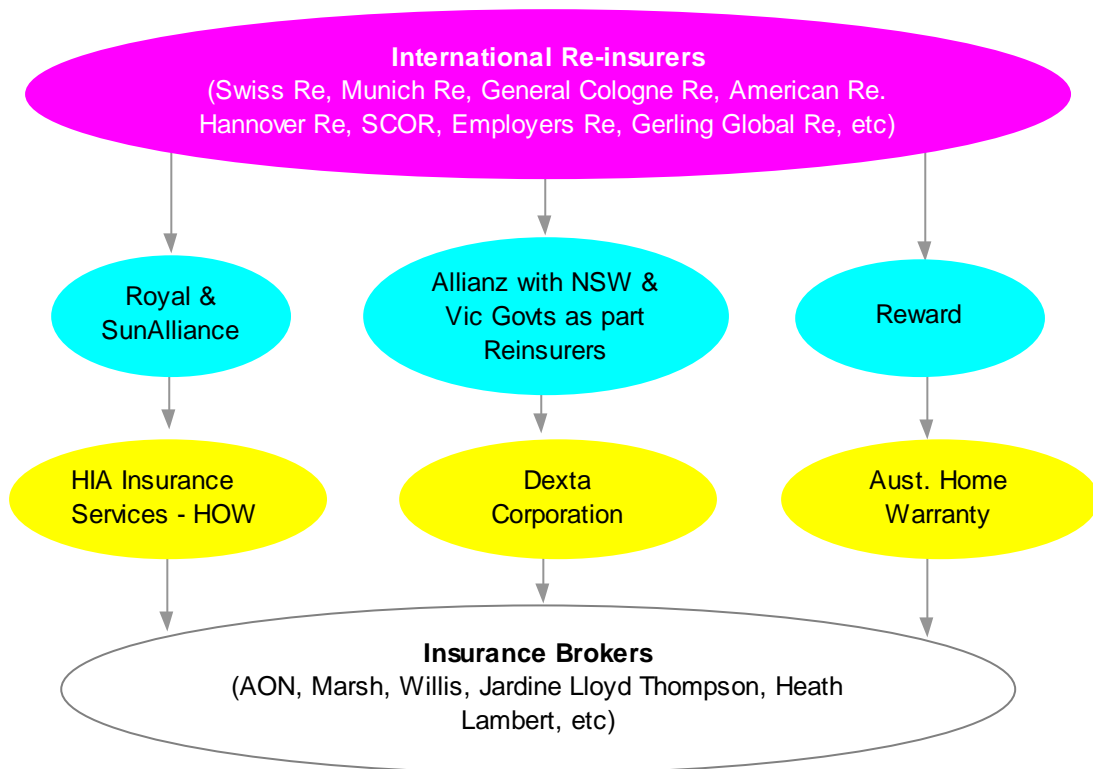 International Re-insurers
(Swiss Re, Munich Re, General Cologne Re, American Re.
Hannover Re, SCOR, Employers Re, Gerling Global Re, etc)
Royal &
SunAlliance
Allianz with NSW &
Vic Govts as part
Reinsurers
Reward
HIA Insurance
Services - HOW
Dexta
Corporation
Aust. Home
Warranty
Insurance Brokers
(AON, Marsh, Willis, Jardine Lloyd Thompson, Heath
Lambert, etc)